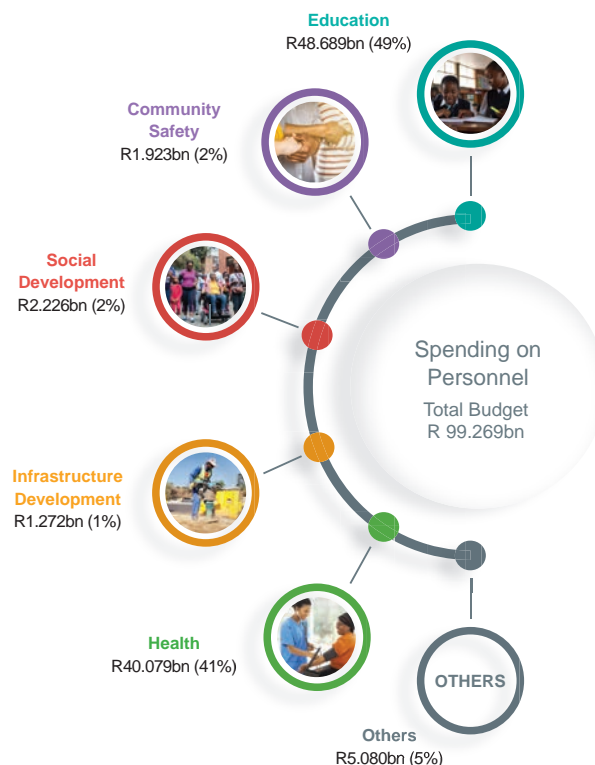 Education
R48.689bn (49%)
Community
Safety
R1.923bn (2%)
Social
Development
R2.226bn (2%)
Spending on
Personnel
Total Budget
R 99.269bn
Infrastructure
Development
R1.272bn (1%)
Health
R40.079bn (41%)
OTHERS
Others
R5.080bn (5%)